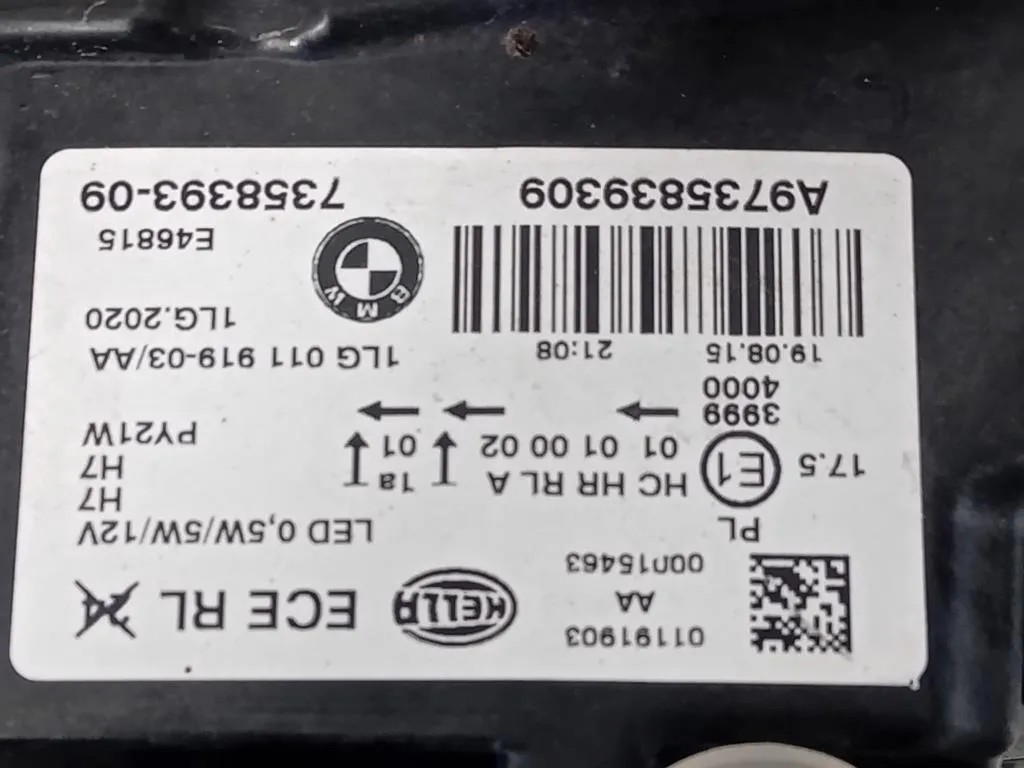 01191903
AA
HELLA
ECE RL 24
PL
LED 0,5W/5W/12V
17.5 E1 HC HR RL A ↓ 1a ↓
H7
01 01 00 02 01
H7
3999
4000
→ → →
PY21W
19.08.15 21:08
1LG 011 919-03/AA
1LG.2020
BMW
E46815
A9735839309
7358393-09